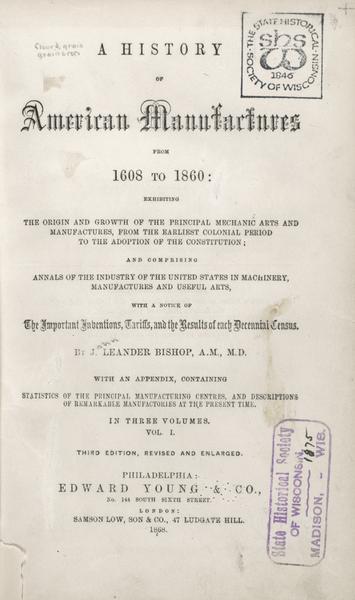 A HISTORY
OF
American Manufactures
FROM
1608 TO 1860:
EXHIBITING
THE ORIGIN AND GROWTH OF THE PRINCIPAL MECHANIC ARTS AND
MANUFACTURES, FROM THE EARLIEST COLONIAL PERIOD
TO THE ADOPTION OF THE CONSTITUTION;
AND COMPRISING
ANNALS OF THE INDUSTRY OF THE UNITED STATES IN MACHINERY,
MANUFACTURES AND USEFUL ARTS,
WITH A NOTICE OF
The Important Inventions, Tariffs, and the Results of each Decennial Census.
BY J. LEANDER BISHOP, A.M., M.D.
WITH AN APPENDIX, CONTAINING
STATISTICS OF THE PRINCIPAL MANUFACTURING CENTRES, AND DESCRIPTIONS
OF REMARKABLE MANUFACTORIES AT THE PRESENT TIME.
IN THREE VOLUMES.
VOL. I.
THIRD EDITION, REVISED AND ENLARGED.
PHILADELPHIA:
EDWARD YOUNG & CO.,
No. 144 SOUTH SIXTH STREET.
LONDON:
SAMSON LOW, SON & CO., 47 LUDGATE HILL.
1868.
THE STATE HISTORICAL
SOCIETY OF WISCONSIN
shs
W
1846
State Historical Society
OF WISCONSIN
1875
MADISON, - WIS.